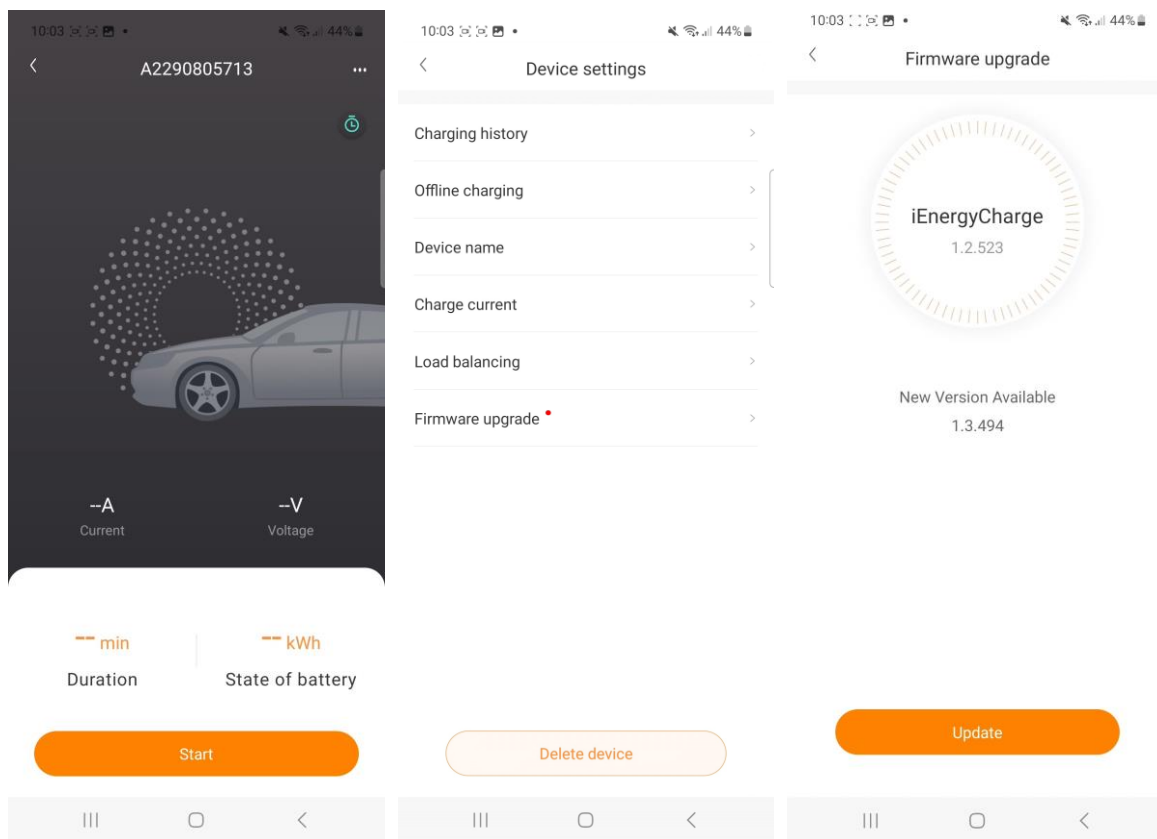 10:03
44%
A2290805713
--A
--V
Current
Voltage
-- min
-- kWh
Duration
State of battery
Start
10:03
44%
Device settings
Charging history
Offline charging
Device name
Charge current
Load balancing
Firmware upgrade
Delete device
10:03
44%
Firmware upgrade
iEnergyCharge
1.2.523
New Version Available
1.3.494
Update